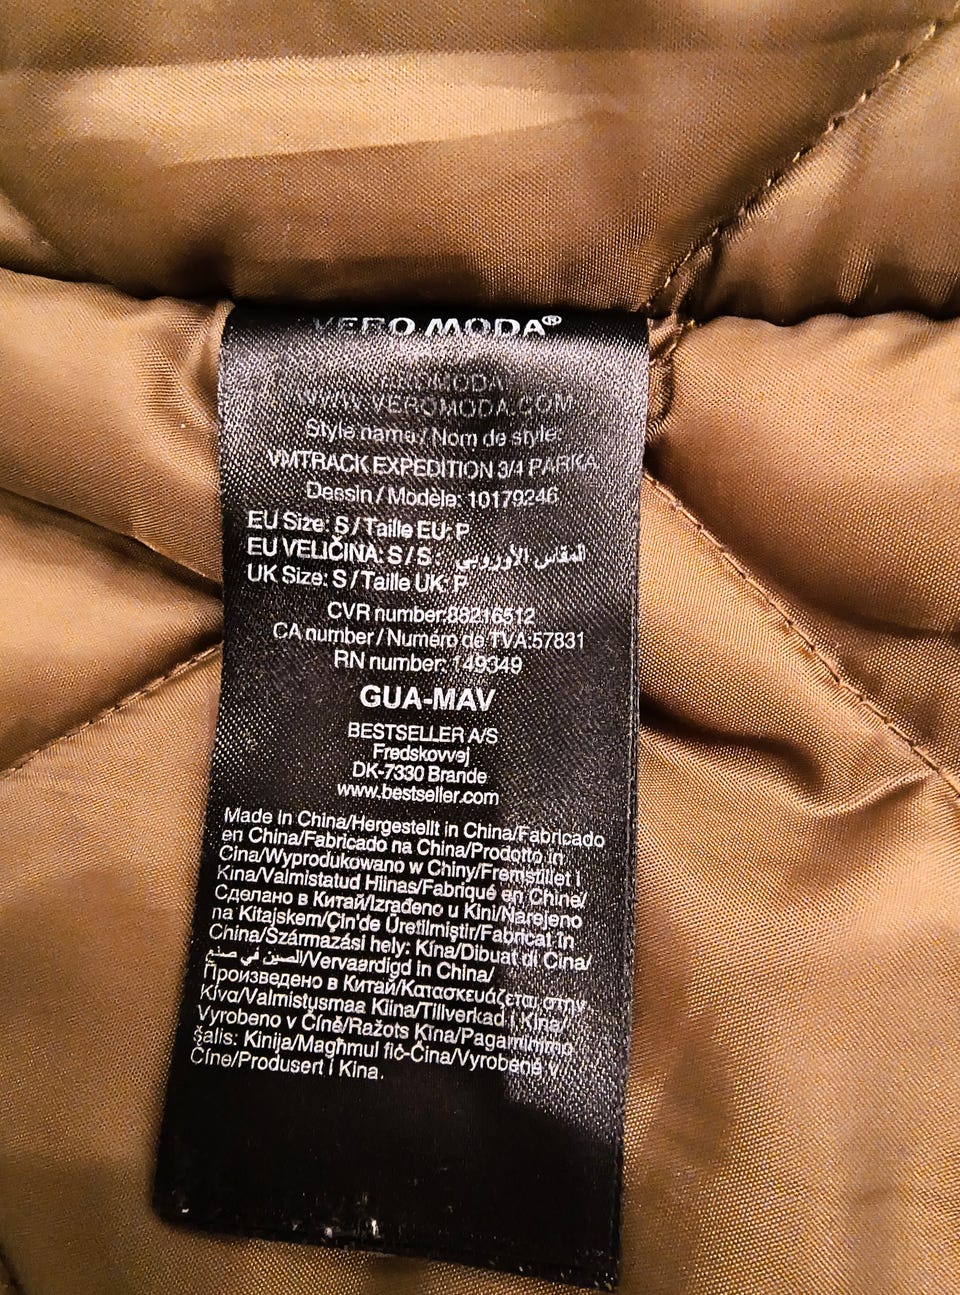 VERO MODA®
WWW.VEROMODA.COM
Style name / Nom de style:
VMTRACK EXPEDITION 3/4 PARKA
Dessin / Modèle: 10179246
EU Size: S / Taille EU: P
EU VELIČINA: S / S : المقاس الأوروبي
UK Size: S / Taille UK: P
CVR number:88216512
CA number / Numéro de TVA:57831
RN number: 149349
GUA-MAV
BESTSELLER A/S
Fredskovvej
DK-7330 Brande
www.bestseller.com
Made in China/Hergestellt in China/Fabricado
en China/Fabricado na China/Prodotto in
Cina/Wyprodukowano w Chiny/Fremstillet i
Kina/Valmistatud Hiinas/Fabriqué en Chine/
Сделано в Китай/Izrađeno u Kini/Narejeno
na Kitajskem/Çin'de Üretilmiştir/Fabricat în
China/Származási hely: Kína/Dibuat di Cina/
الصين في صنع/Vervaardigd in China/
Произведено в Китай/Κατασκευάζεται στην
Κίνα/Valmistusmaa Kiina/Tillverkad i Kina/
Vyrobeno v Číně/Ražots Ķīna/Pagaminimo
šalis: Kinija/Magħmul fiċ-Ċina/Vyrobené v
Číne/Produsert i Kina.